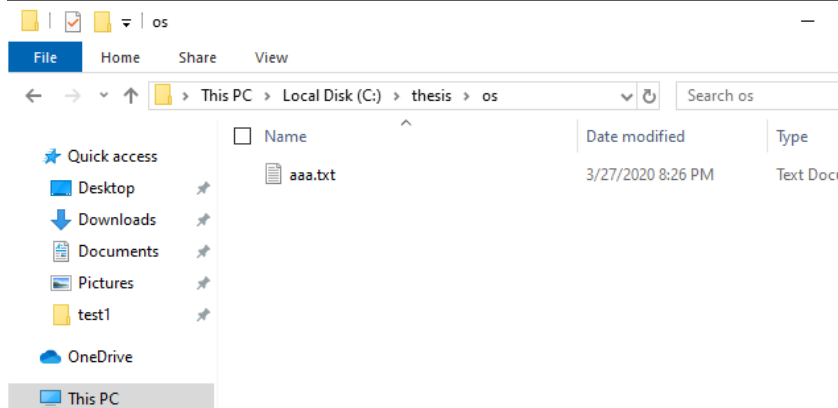 os
File Home Share View
This PC > Local Disk (C:) > thesis > os
Search os
Name Date modified Type
aaa.txt 3/27/2020 8:26 PM Text
Quick access
Desktop
Downloads
Documents
Pictures
test1
OneDrive
This PC